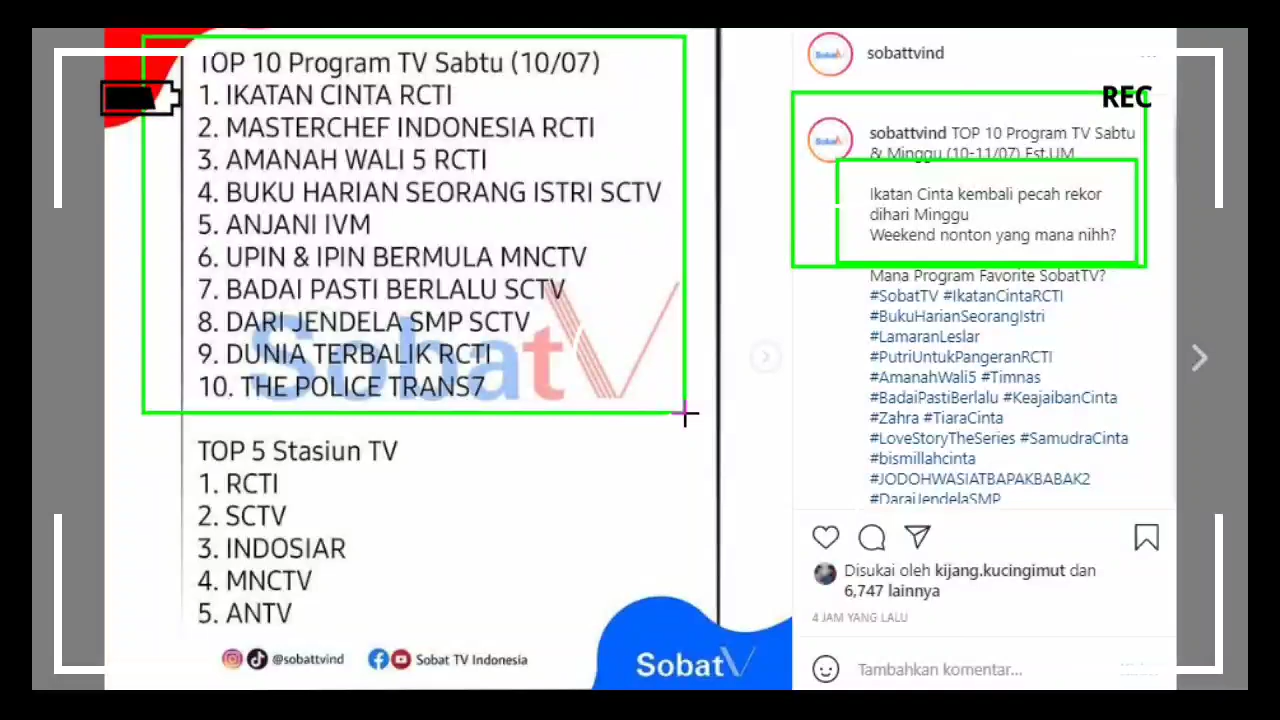 TOP 10 Program TV Sabtu (10/07)
1. IKATAN CINTA RCTI
2. MASTERCHEF INDONESIA RCTI
3. AMANAH WALI 5 RCTI
4. BUKU HARIAN SEORANG ISTRI SCTV
5. ANJANI IVM
6. UPIN & IPIN BERMULA MNCTV
7. BADAI PASTI BERLALU SCTV
8. DARI JENDELA SMP SCTV
9. DUNIA TERBALIK RCTI
10. THE POLICE TRANS7
SobatV
TOP 5 Stasiun TV
1. RCTI
2. SCTV
3. INDOSIAR
4. MNCTV
5. ANTV
@sobattvind
Sobat TV Indonesia
SobatV
sobattvind
REC
sobattvind TOP 10 Program TV Sabtu
& Minggu (10-11/07) Est.UM
Ikatan Cinta kembali pecah rekor
dihari Minggu
Weekend nonton yang mana nihh?
Mana Program Favorite SobatTV?
#SobatTV #IkatanCintaRCTI
#BukuHarianSeorangIstri
#LamaranLeslar
#PutriUntukPangeranRCTI
#AmanahWali5 #Timnas
#BadaiPastiBerlalu #KeajaibanCinta
#Zahra #TiaraCinta
#LoveStoryTheSeries #SamudraCinta
#bismillahcinta
#JODOHWASIATBAPAKBABAK2
#DaraiJendelaSMP
Disukai oleh kijang.kucingimut dan
6,747 lainnya
4 JAM YANG LALU
Tambahkan komentar...